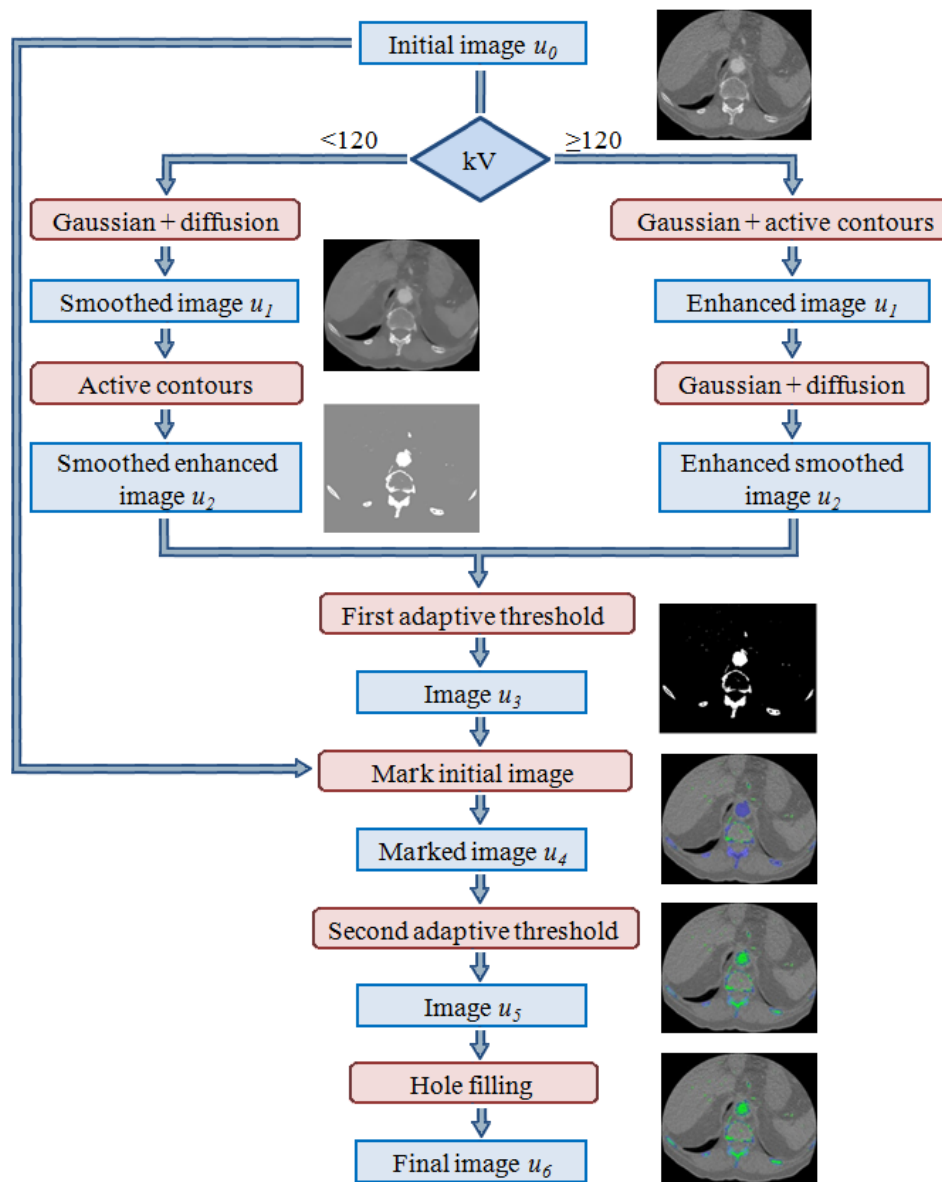 Initial image u0
<120
≥120
kV
Gaussian + diffusion
Gaussian + active contours
Smoothed image u1
Enhanced image u1
Active contours
Gaussian + diffusion
Smoothed enhanced
image u2
Enhanced smoothed
image u2
First adaptive threshold
Image u3
Mark initial image
Marked image u4
Second adaptive threshold
Image u5
Hole filling
Final image u6